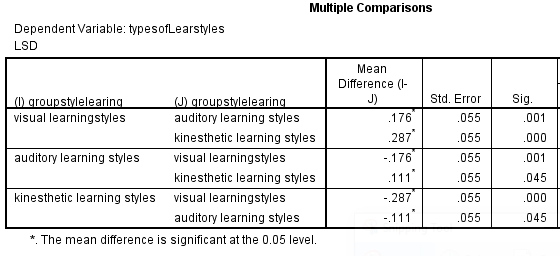 Multiple Comparisons
Dependent Variable: typesofLearstyles
LSD
(I) groupstylelearing (J) groupstylelearing Mean Difference (I-J) Std. Error Sig.
visual learningstyles auditory learning styles .176* .055 .001
kinesthetic learning styles .287* .055 .000
auditory learning styles visual learningstyles -.176* .055 .001
kinesthetic learning styles .111* .055 .045
kinesthetic learning styles visual learningstyles -.287* .055 .000
auditory learning styles -.111* .055 .045
*. The mean difference is significant at the 0.05 level.